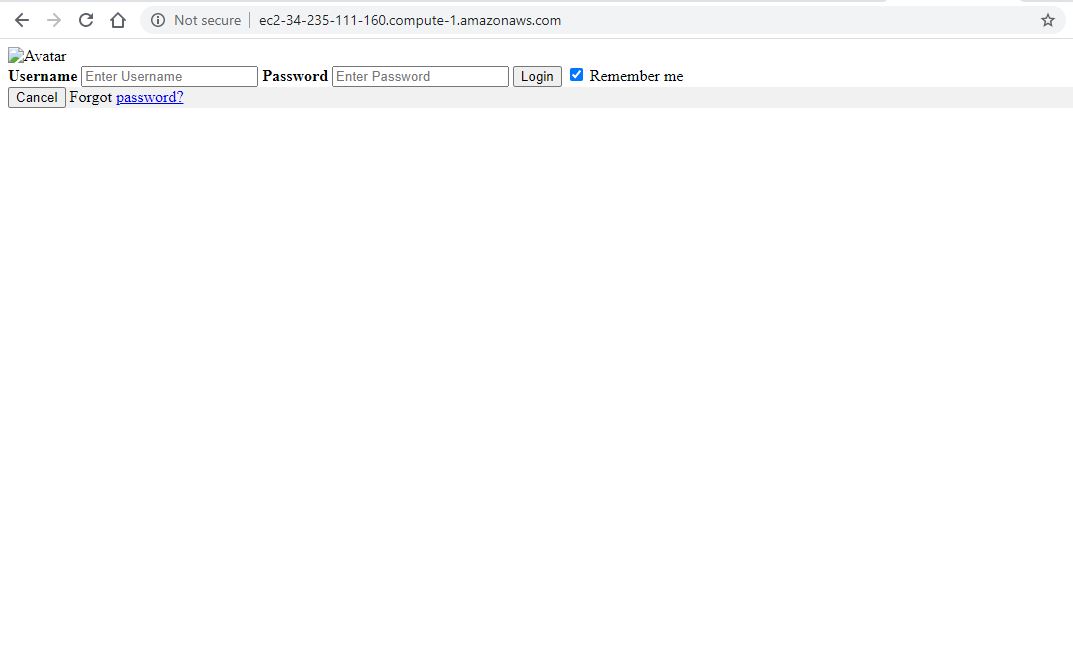 Not secure ec2-34-235-111-160.compute-1.amazonaws.com
Avatar
Username Enter Username Password Enter Password Login Remember me
Cancel Forgot password?